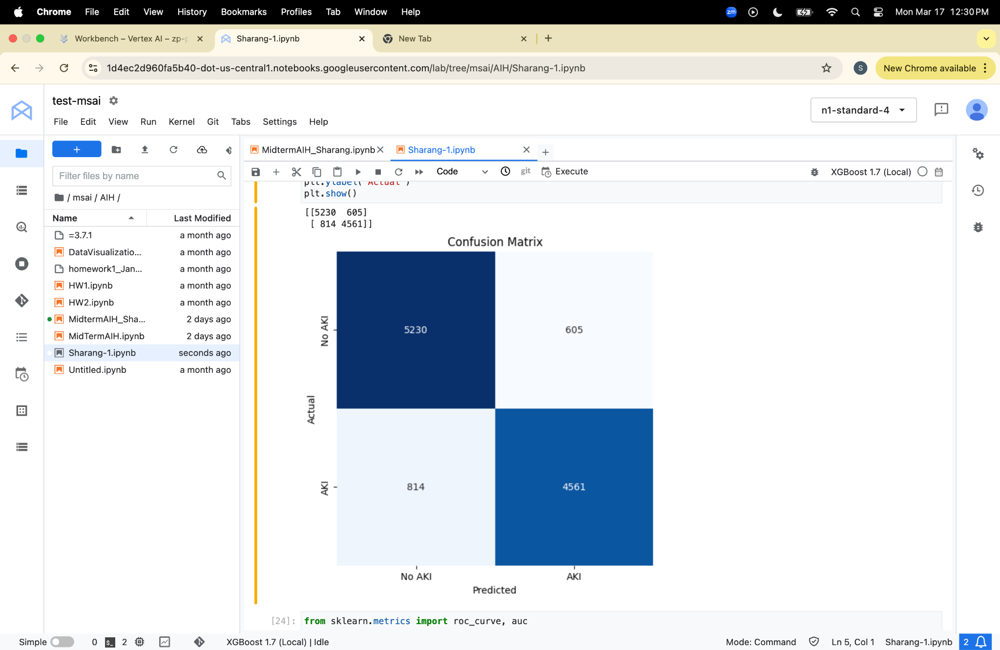 Chrome File Edit View History Bookmarks Profiles Tab Window Help zm Mon Mar 17 12:30 PM
Workbench – Vertex AI – zp-p Sharang-1.ipynb New Tab
1d4ec2d960fa5b40-dot-us-central1.notebooks.googleusercontent.com/lab/tree/msai/AIH/Sharang-1.ipynb S New Chrome available
test-msai
n1-standard-4
File Edit View Run Kernel Git Tabs Settings Help
MidtermAIH_Sharang.ipynb Sharang-1.ipynb
Code git Execute XGBoost 1.7 (Local)
Filter files by name
/ msai / AIH /
Name Last Modified
=3.7.1 a month ago
DataVisualizatio... a month ago
homework1_Jan... a month ago
HW1.ipynb a month ago
HW2.ipynb a month ago
MidtermAIH_Sha... 2 days ago
MidTermAIH.ipynb 2 days ago
Sharang-1.ipynb seconds ago
Untitled.ipynb a month ago
plt.ylabel('Actual')
plt.show()
[[5230  605]
[ 814 4561]]
Confusion Matrix
No AKI 5230 605
Actual
AKI 814 4561
No AKI AKI
Predicted
[24]: from sklearn.metrics import roc_curve, auc
Simple 0 $_ 2 XGBoost 1.7 (Local) | Idle Mode: Command Ln 5, Col 1 Sharang-1.ipynb 2